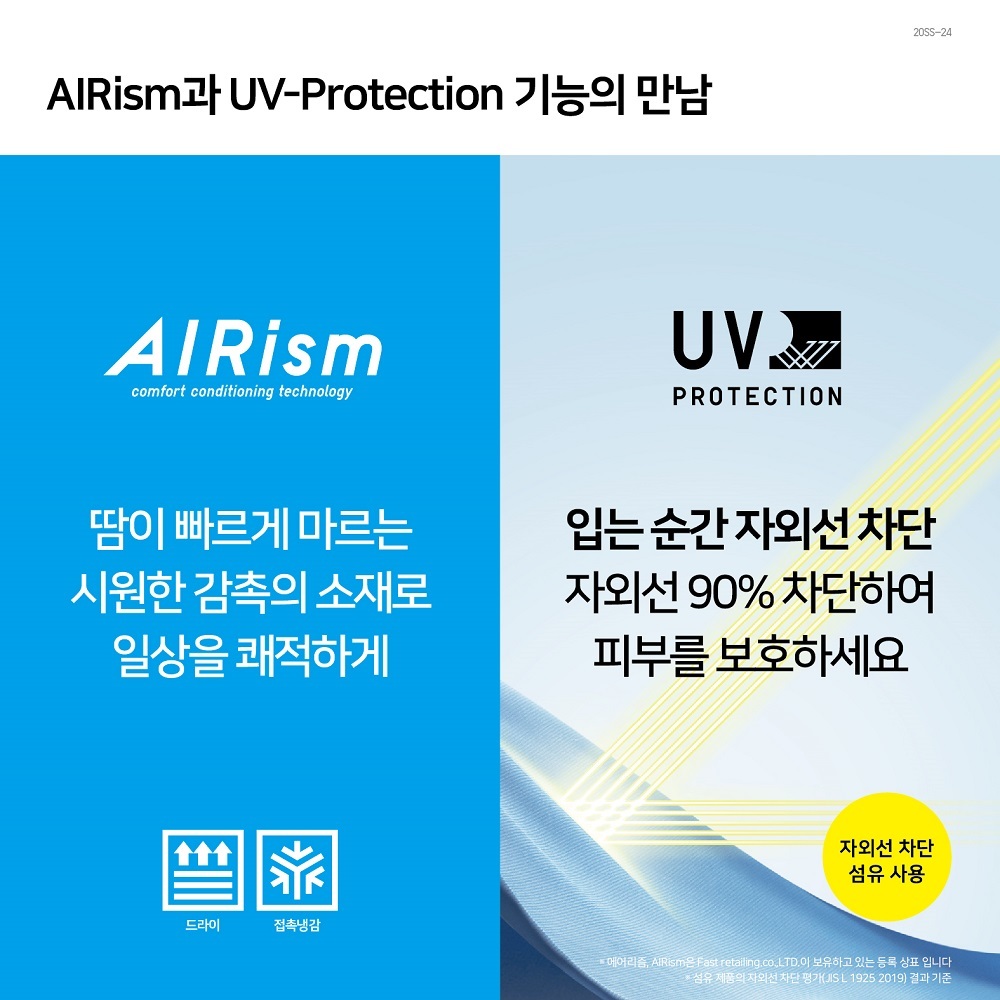 20SS-24
AIRism과 UV-Protection 기능의 만남
AIRism
comfort conditioning technology
땀이 빠르게 마르는
시원한 감촉의 소재로
일상을 쾌적하게
드라이
접촉냉감
UV
PROTECTION
입는 순간 자외선 차단
자외선 90% 차단하여
피부를 보호하세요
자외선 차단
섬유 사용
* 에어리즘, AIRism은 Fast retailing.co.,LTD.이 보유하고 있는 등록 상표 입니다
* 섬유 제품의 자외선 차단 평가(JIS L 1925 2019) 결과 기준